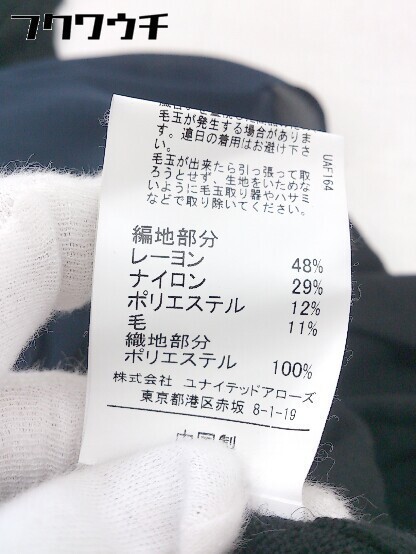 フクワウチ
毛玉が発生する場合がありま
す。連日の着用はお避け下さ
い。
毛玉が出来たら引っ張って取
ろうとせず、生地をいためな
いように毛玉取り器やハサミ
などで取り除いてください。
UAF164
編地部分
レーヨン 48%
ナイロン 29%
ポリエステル 12%
毛 11%
織地部分
ポリエステル 100%
株式会社 ユナイテッドアローズ
東京都港区赤坂 8-1-19